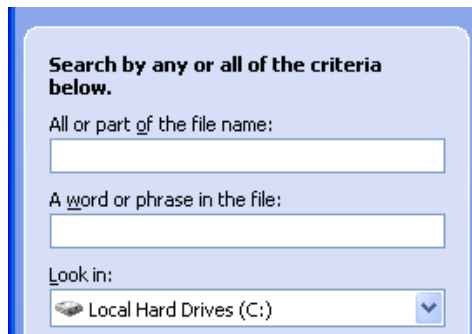 Search by any or all of the criteria
below.
All or part of the file name:
A word or phrase in the file:
Look in:
Local Hard Drives (C:)